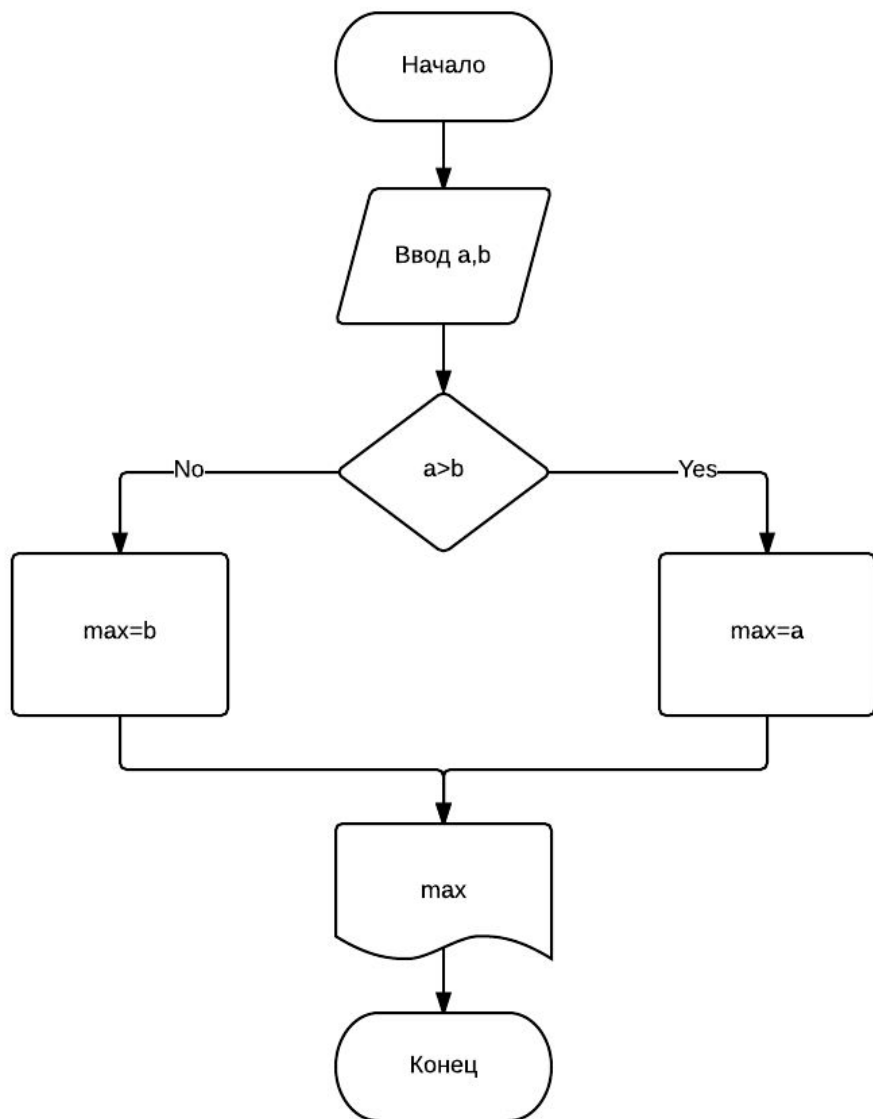 Начало
Ввод a,b
a>b
No
Yes
max=b
max=a
max
Конец